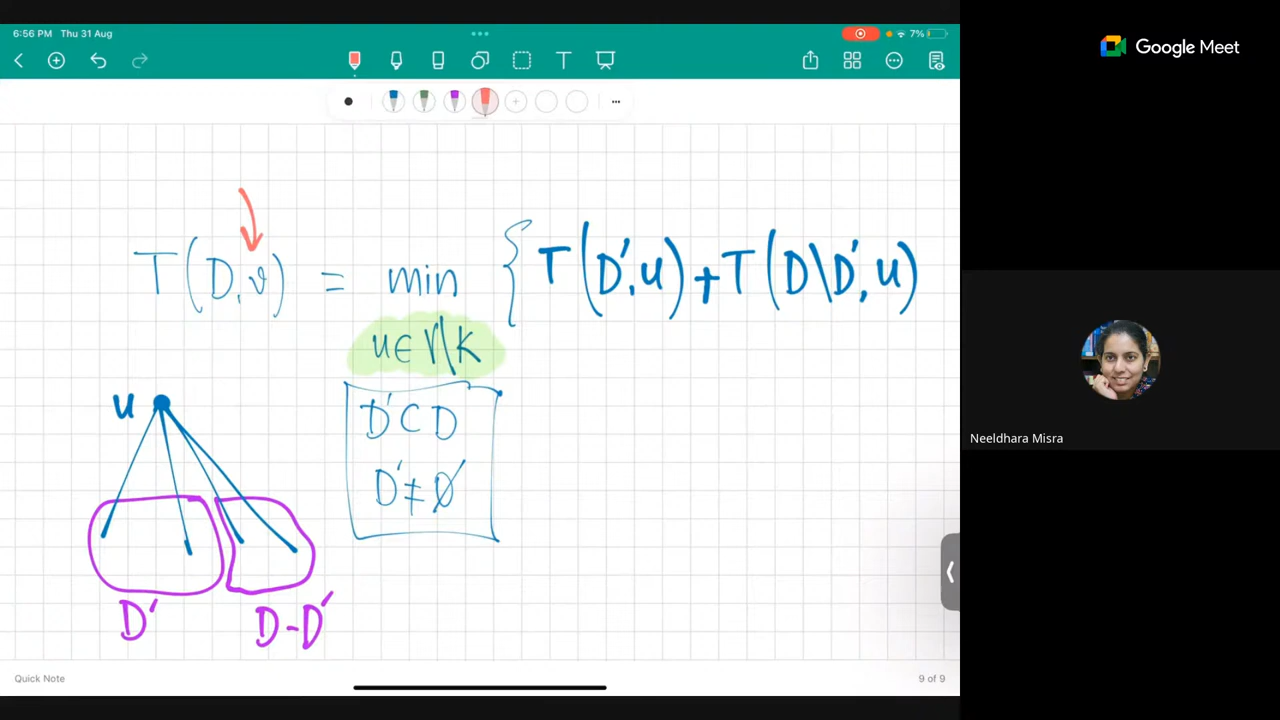 6:56 PM Thu 31 Aug
7%
Google Meet
T(D,v) = min { T(D',u) + T(D\D',u)
u∈V\K
D'⊂D
D'≠∅
u
D'
D-D'
Neeldhara Misra
Quick Note
9 of 9